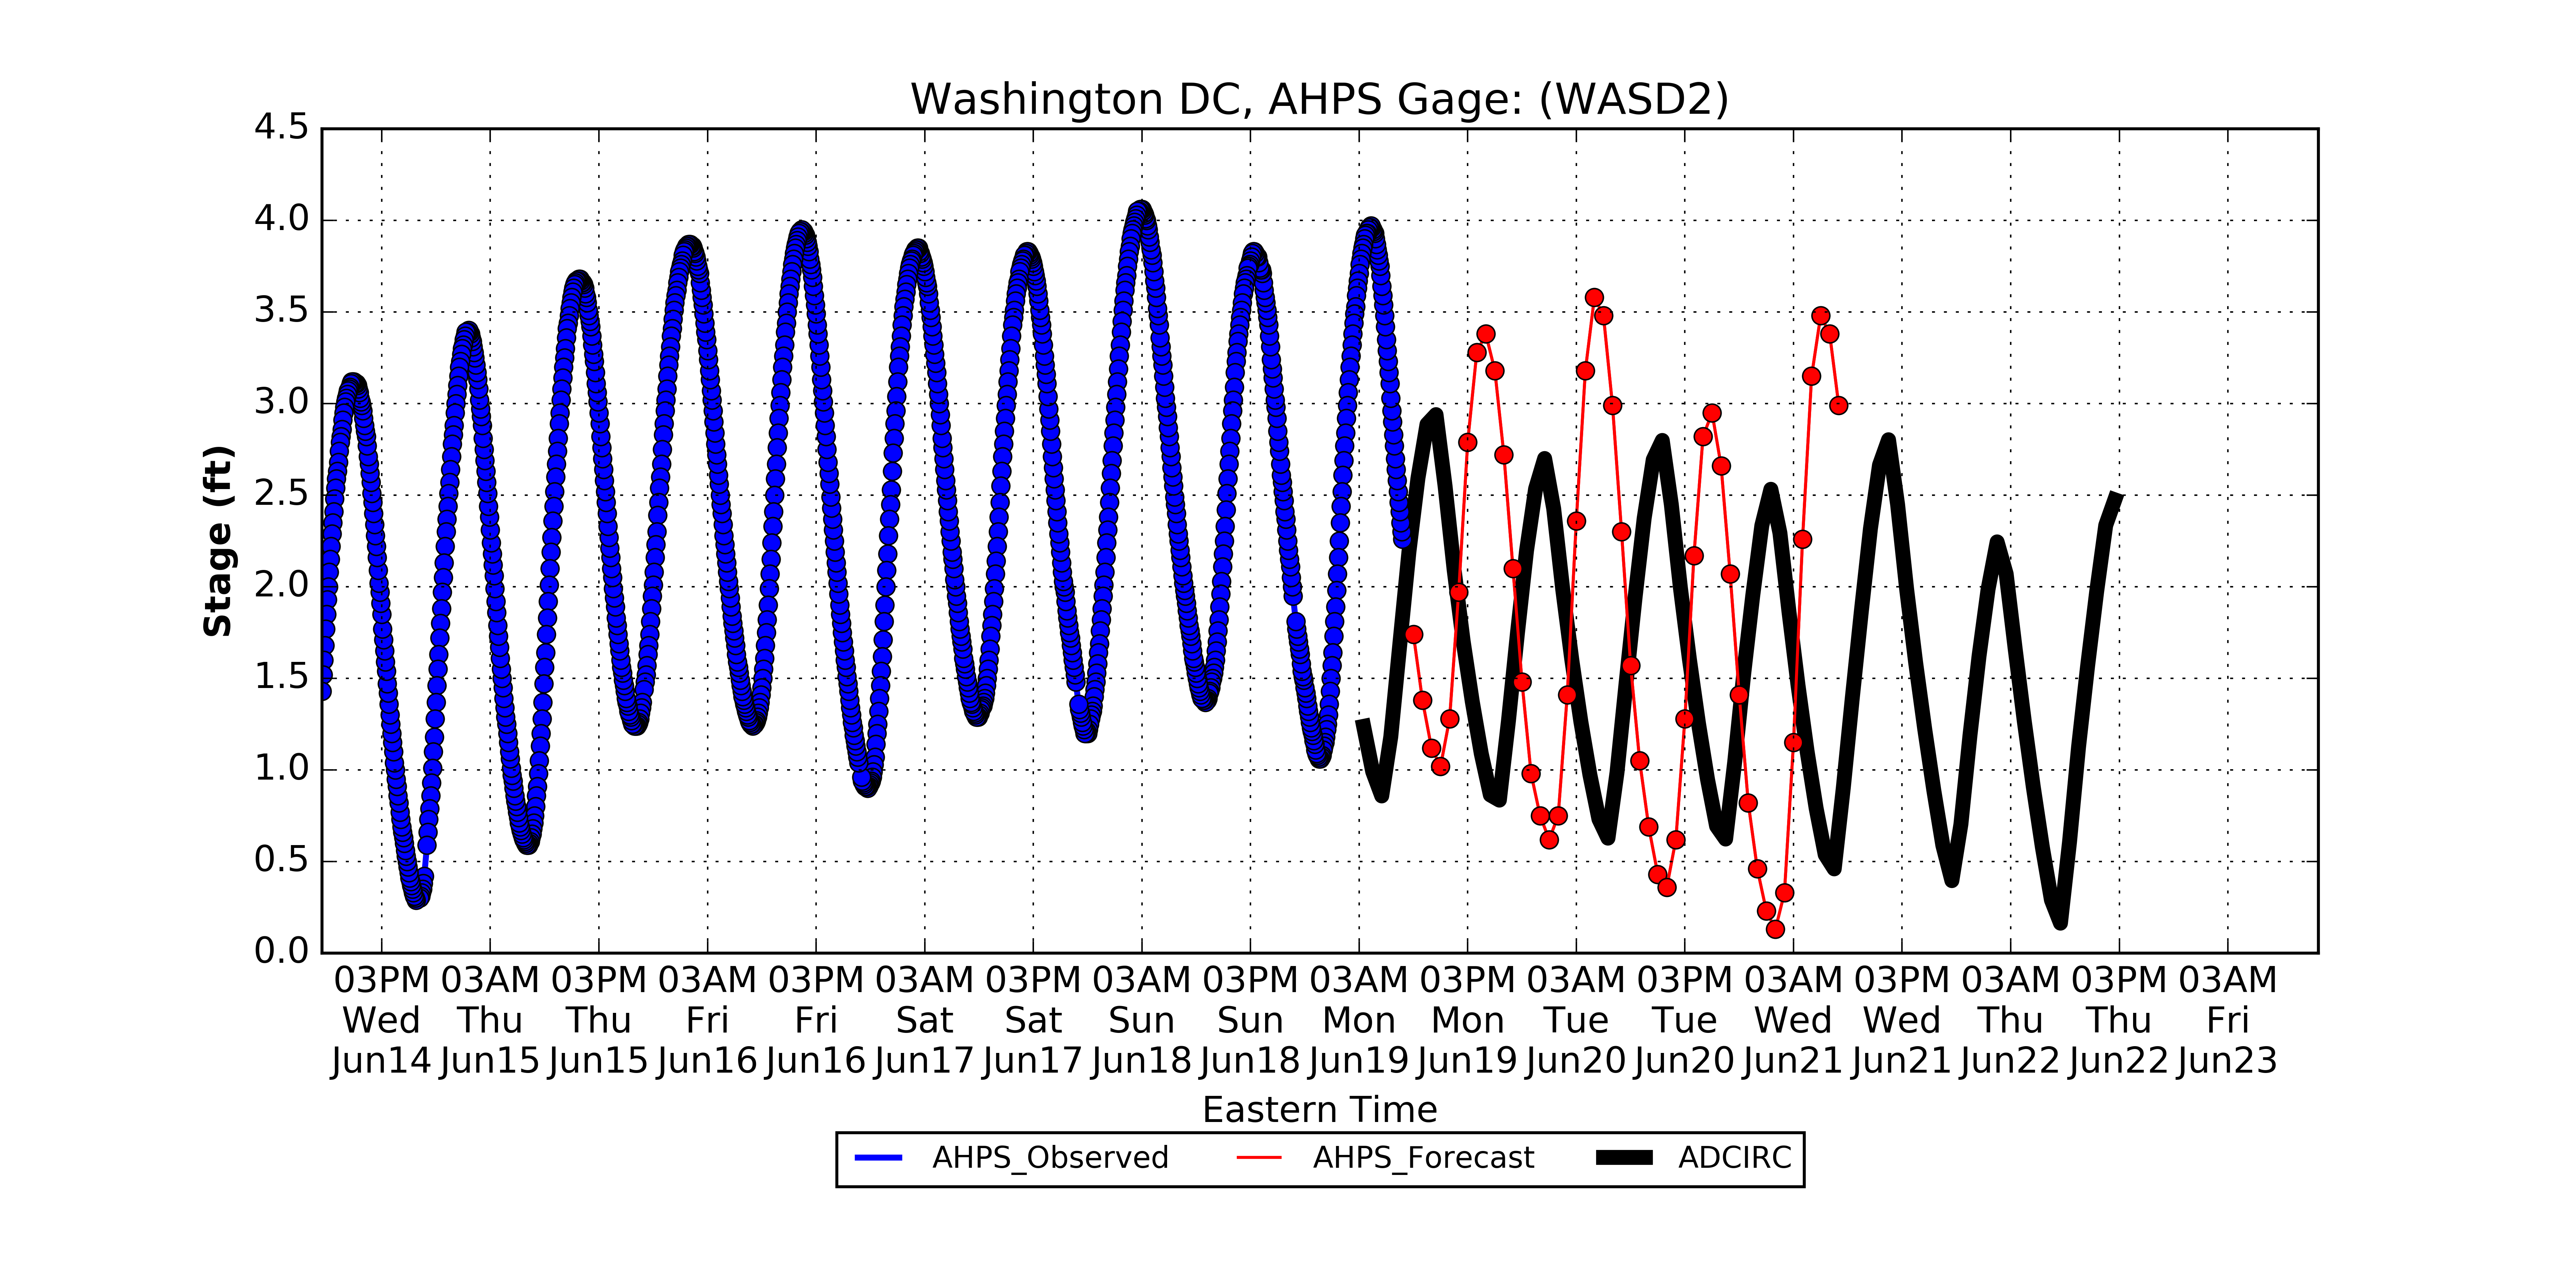 Washington DC, AHPS Gage: (WASD2)
4.5
4.0
3.5
3.0
2.5
2.0
1.5
1.0
0.5
0.0
Stage (ft)
03PM 03AM 03PM 03AM 03PM 03AM 03PM 03AM 03PM 03AM 03PM 03AM 03PM 03AM 03PM 03AM 03PM 03AM
Wed Thu Thu Fri Fri Sat Sat Sun Sun Mon Mon Tue Tue Wed Wed Thu Thu Fri
Jun14 Jun15 Jun15 Jun16 Jun16 Jun17 Jun17 Jun18 Jun18 Jun19 Jun19 Jun20 Jun20 Jun21 Jun21 Jun22 Jun22 Jun23
Eastern Time
AHPS_Observed AHPS_Forecast ADCIRC